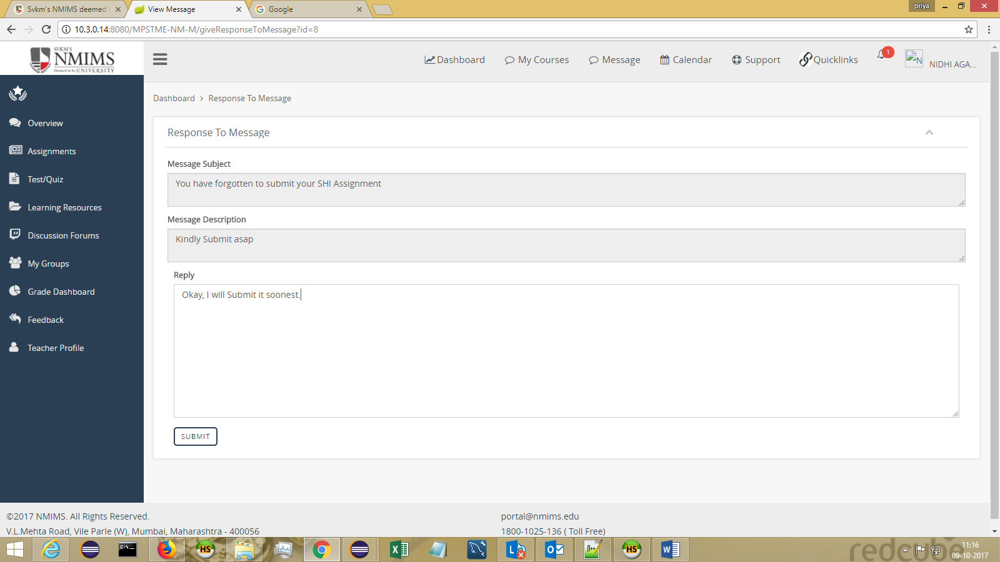 Svkm's NMIMS deemed
View Message
Google
priya
10.3.0.14:8080/MPSTME-NM-M/giveResponseToMessage?id=8
SVKM'S
NMIMS
Deemed to be UNIVERSITY
Dashboard
My Courses
Message
Calendar
Support
Quicklinks
1
N
NIDHI AGA...
Overview
Assignments
Test/Quiz
Learning Resources
Discussion Forums
My Groups
Grade Dashboard
Feedback
Teacher Profile
Dashboard > Response To Message
Response To Message
Message Subject
You have forgotten to submit your SHI Assignment
Message Description
Kindly Submit asap
Reply
Okay, I will Submit it soonest.
SUBMIT
©2017 NMIMS. All Rights Reserved.
V.L.Mehta Road, Vile Parle (W), Mumbai, Maharashtra - 400056
portal@nmims.edu
1800-1025-136 ( Toll Free)
C:\_
HS
HS
redcube
11:16
09-10-2017